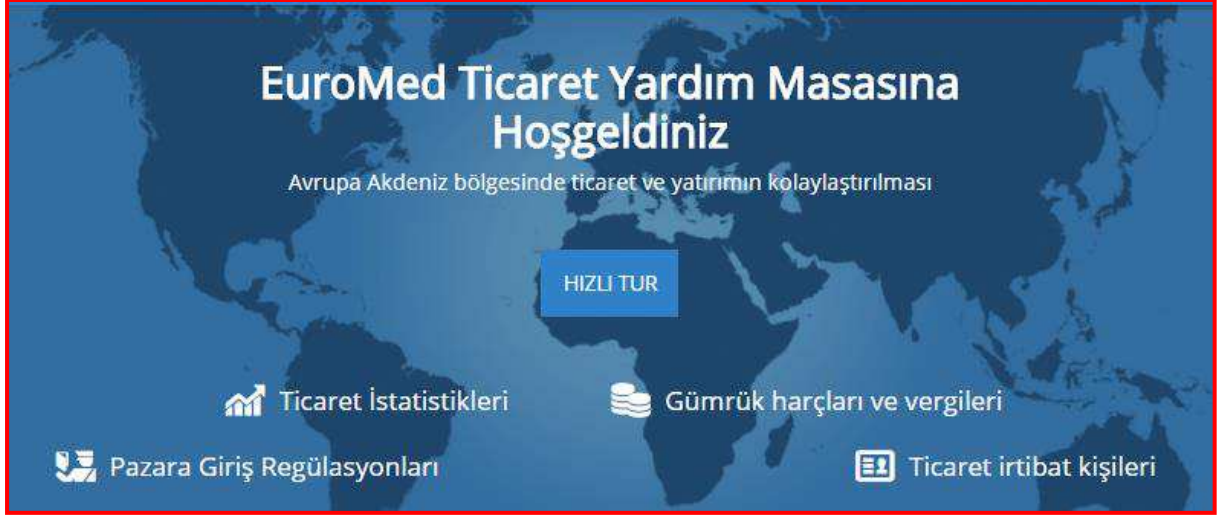 EuroMed Ticaret Yardım Masasına
Hoşgeldiniz
Avrupa Akdeniz bölgesinde ticaret ve yatırımın kolaylaştırılması
HIZLI TUR
Ticaret İstatistikleri
Gümrük harçları ve vergileri
Pazara Giriş Regülasyonları
Ticaret irtibat kişileri